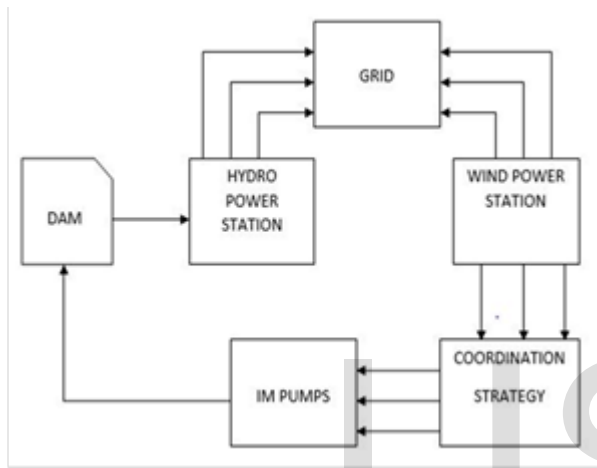 GRID
HYDRO
POWER
STATION
WIND POWER
STATION
DAM
COORDINATION
STRATEGY
IM PUMPS